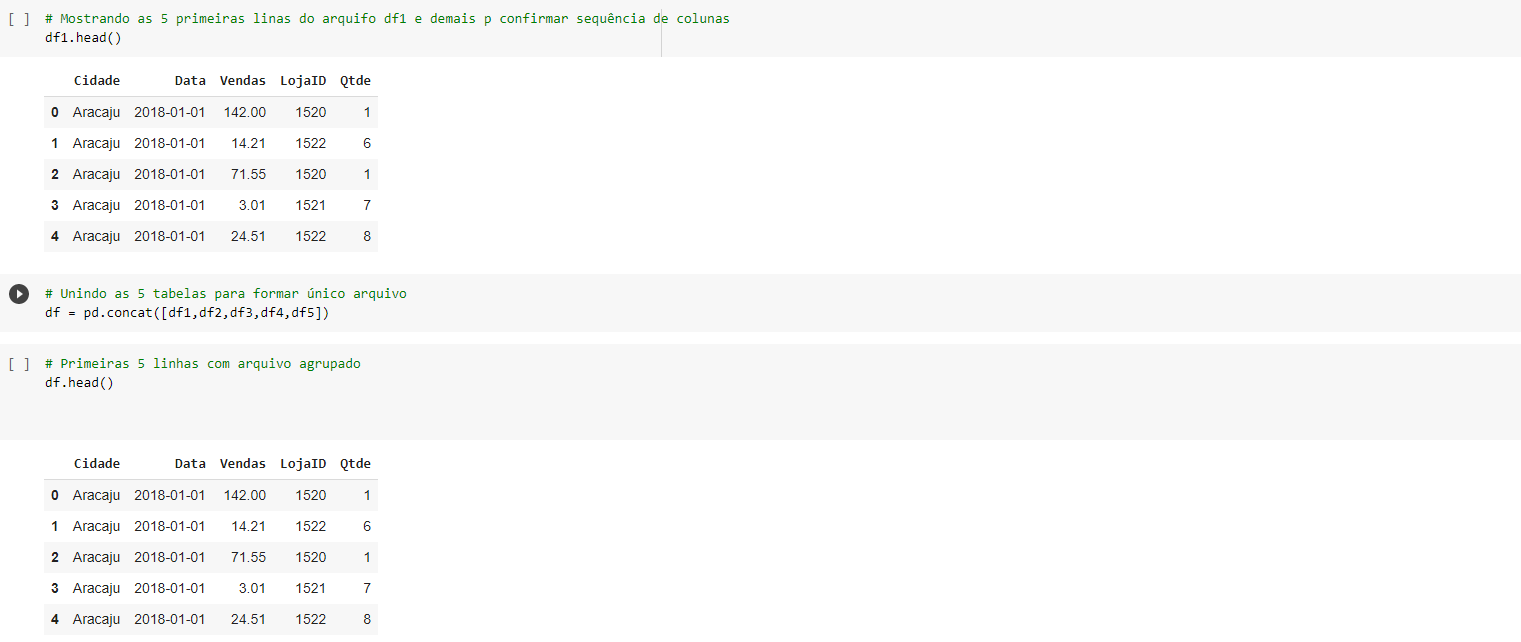 [ ] # Mostrando as 5 primeiras linas do arquifo df1 e demais p confirmar sequência de colunas
df1.head()
Cidade Data Vendas LojaID Qtde
0 Aracaju 2018-01-01 142.00 1520 1
1 Aracaju 2018-01-01 14.21 1522 6
2 Aracaju 2018-01-01 71.55 1520 1
3 Aracaju 2018-01-01 3.01 1521 7
4 Aracaju 2018-01-01 24.51 1522 8
# Unindo as 5 tabelas para formar único arquivo
df = pd.concat([df1,df2,df3,df4,df5])
[ ] # Primeiras 5 linhas com arquivo agrupado
df.head()
Cidade Data Vendas LojaID Qtde
0 Aracaju 2018-01-01 142.00 1520 1
1 Aracaju 2018-01-01 14.21 1522 6
2 Aracaju 2018-01-01 71.55 1520 1
3 Aracaju 2018-01-01 3.01 1521 7
4 Aracaju 2018-01-01 24.51 1522 8